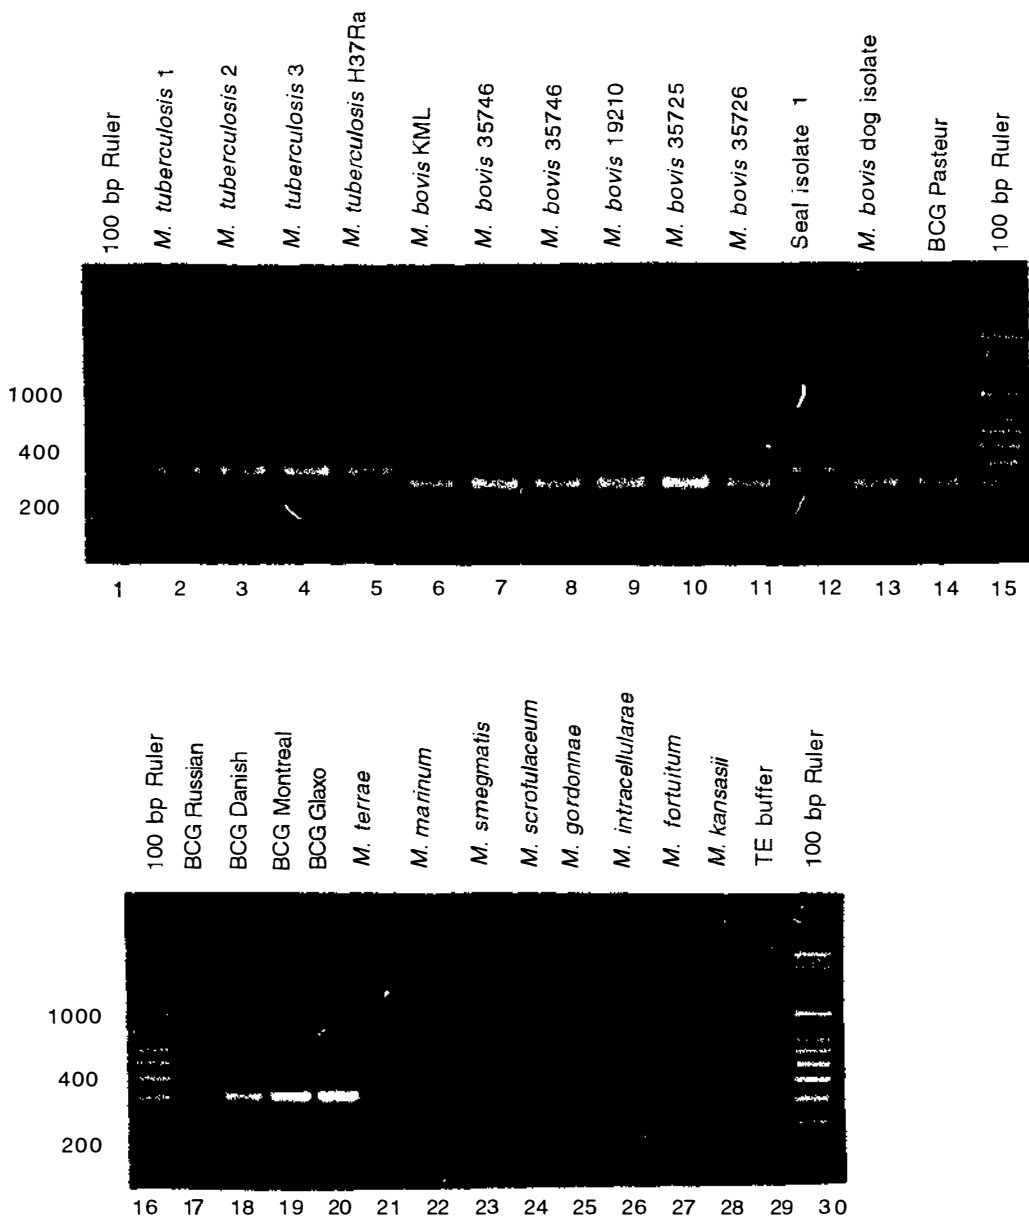 100 bp Ruler
M. tuberculosis 1
M. tuberculosis 2
M. tuberculosis 3
M. tuberculosis H37Ra
M. bovis KML
M. bovis 35746
M. bovis 35746
M. bovis 19210
M. bovis 35725
M. bovis 35726
Seal isolate 1
M. bovis dog isolate
BCG Pasteur
100 bp Ruler
1000
400
200
1 2 3 4 5 6 7 8 9 10 11 12 13 14 15
100 bp Ruler
BCG Russian
BCG Danish
BCG Montreal
BCG Glaxo
M. terrae
M. marinum
M. smegmatis
M. scrofulaceum
M. gordonnae
M. intracellularae
M. fortuitum
M. kansasii
TE buffer
100 bp Ruler
1000
400
200
16 17 18 19 20 21 22 23 24 25 26 27 28 29 30